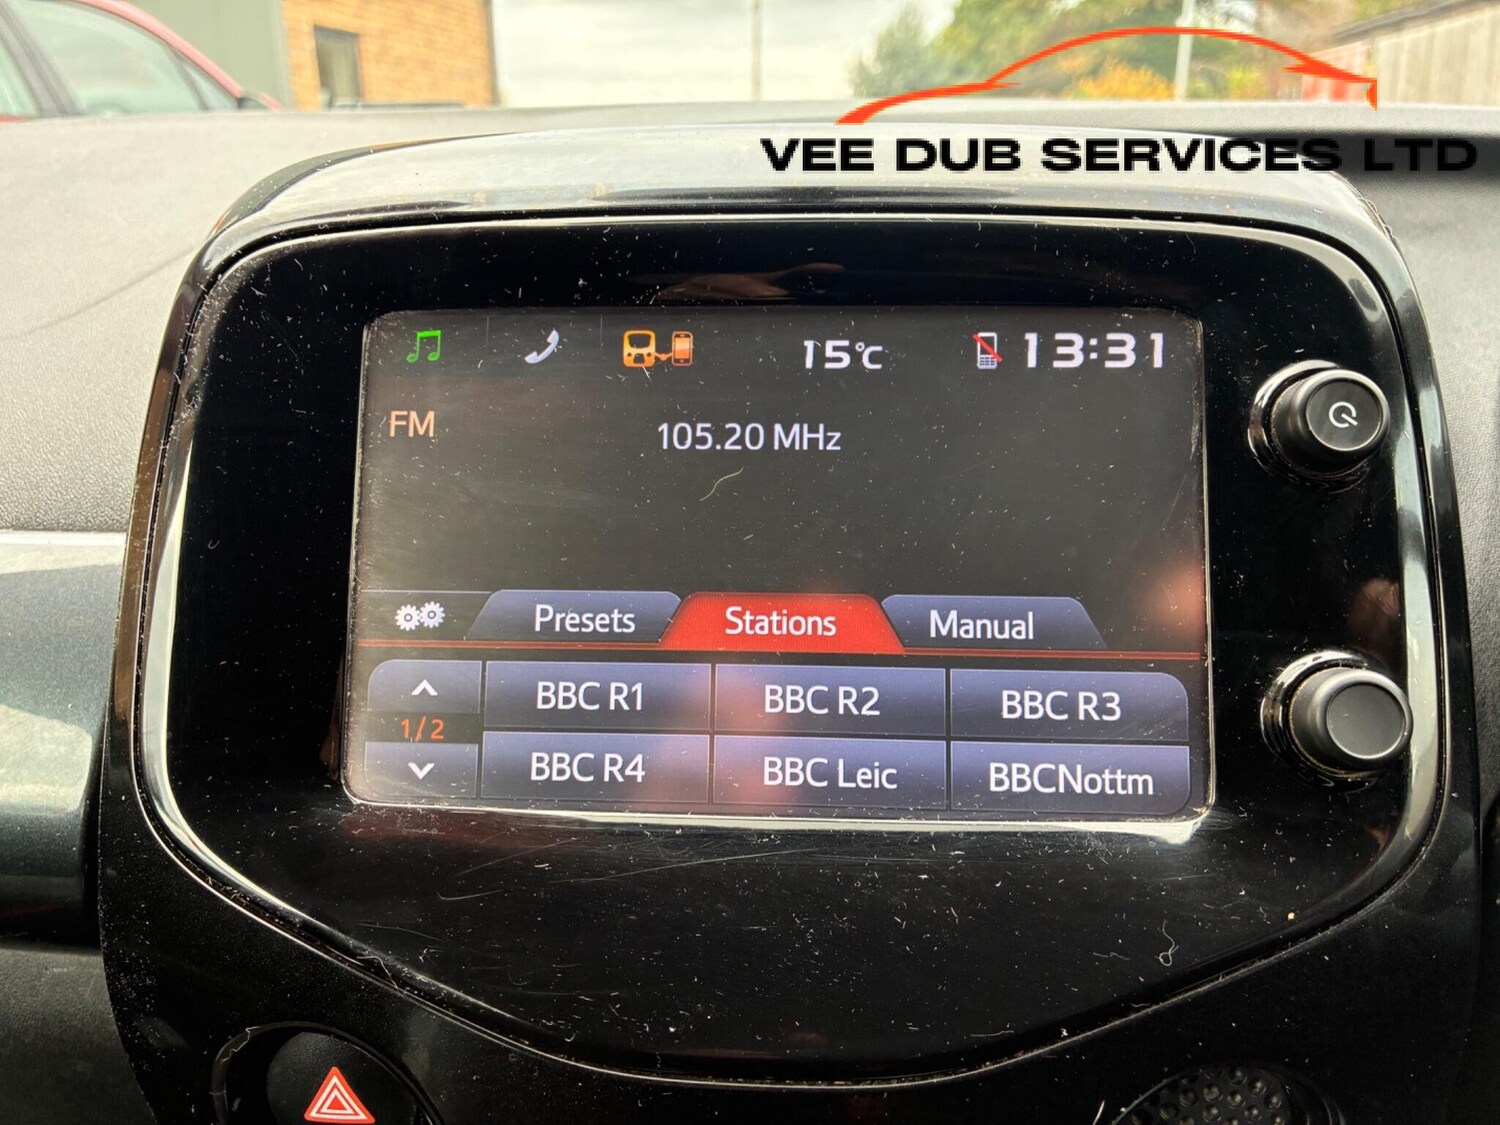 VEE DUB SERVICES LTD
15°C
13:31
FM
105.20 MHz
Presets
Stations
Manual
1/2
BBC R1
BBC R2
BBC R3
BBC R4
BBC Leic
BBCNottm